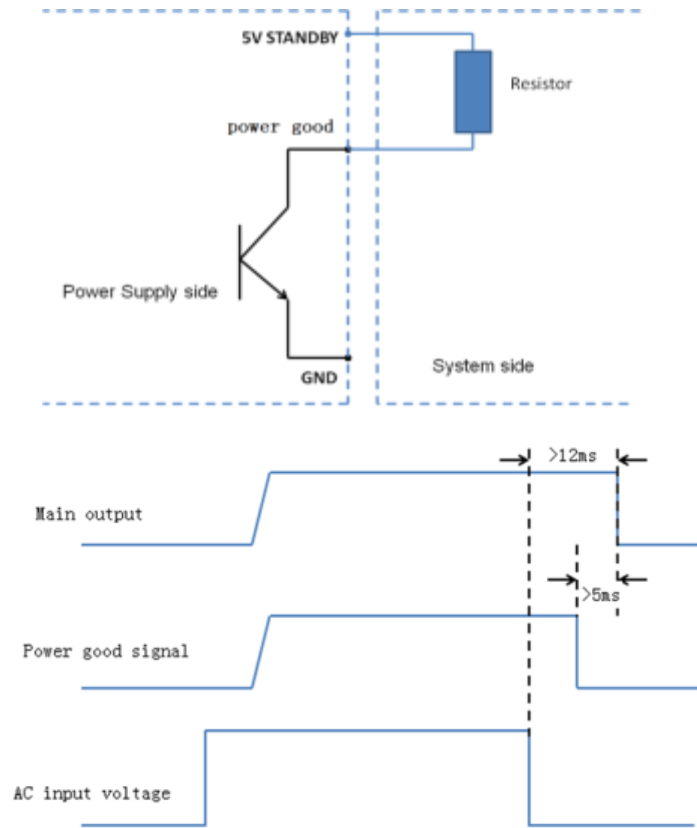 5V STANDBY
Resistor
power good
Power Supply side
System side
GND
>12ms
Main output
>5ms
Power good signal
AC input voltage